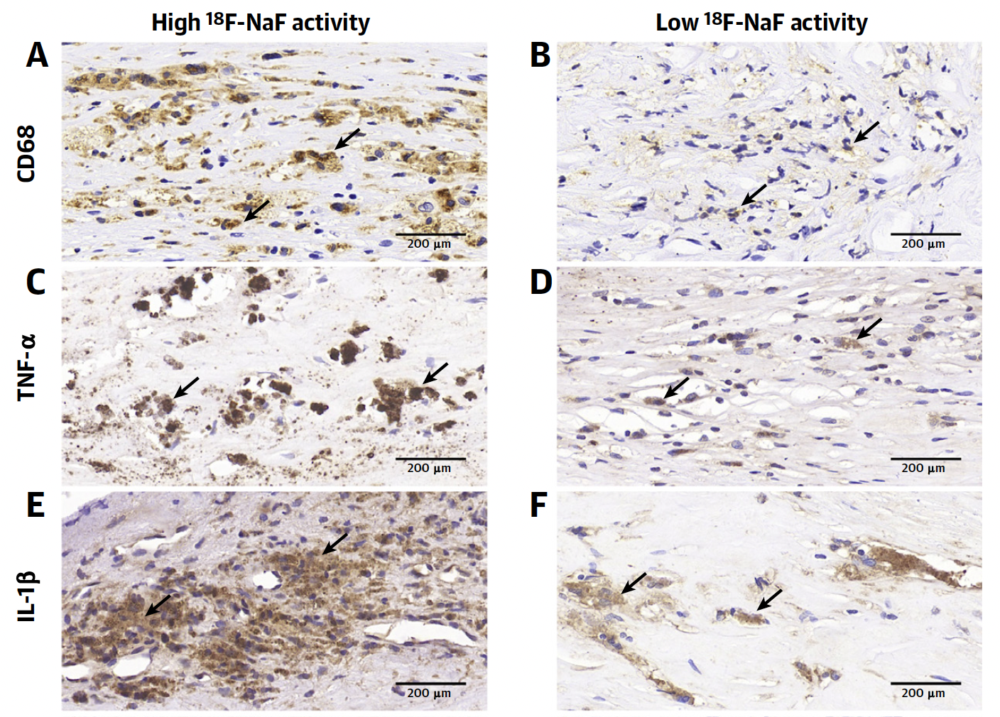 High ¹⁸F-NaF activity
Low ¹⁸F-NaF activity
A
B
CD68
200 μm
200 μm
C
D
TNF-α
200 μm
200 μm
E
F
IL-1β
200 μm
200 μm